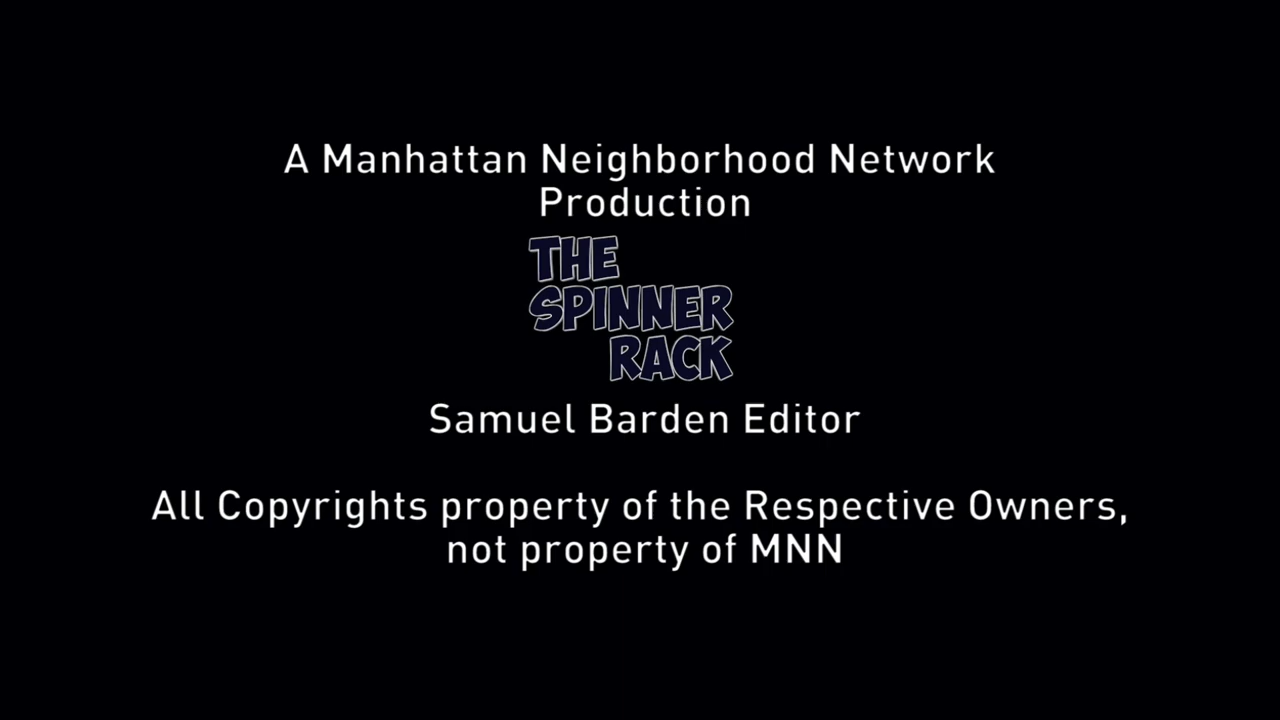 A Manhattan Neighborhood Network
Production
THE
SPINNER
RACK
Samuel Barden Editor
All Copyrights property of the Respective Owners,
not property of MNN